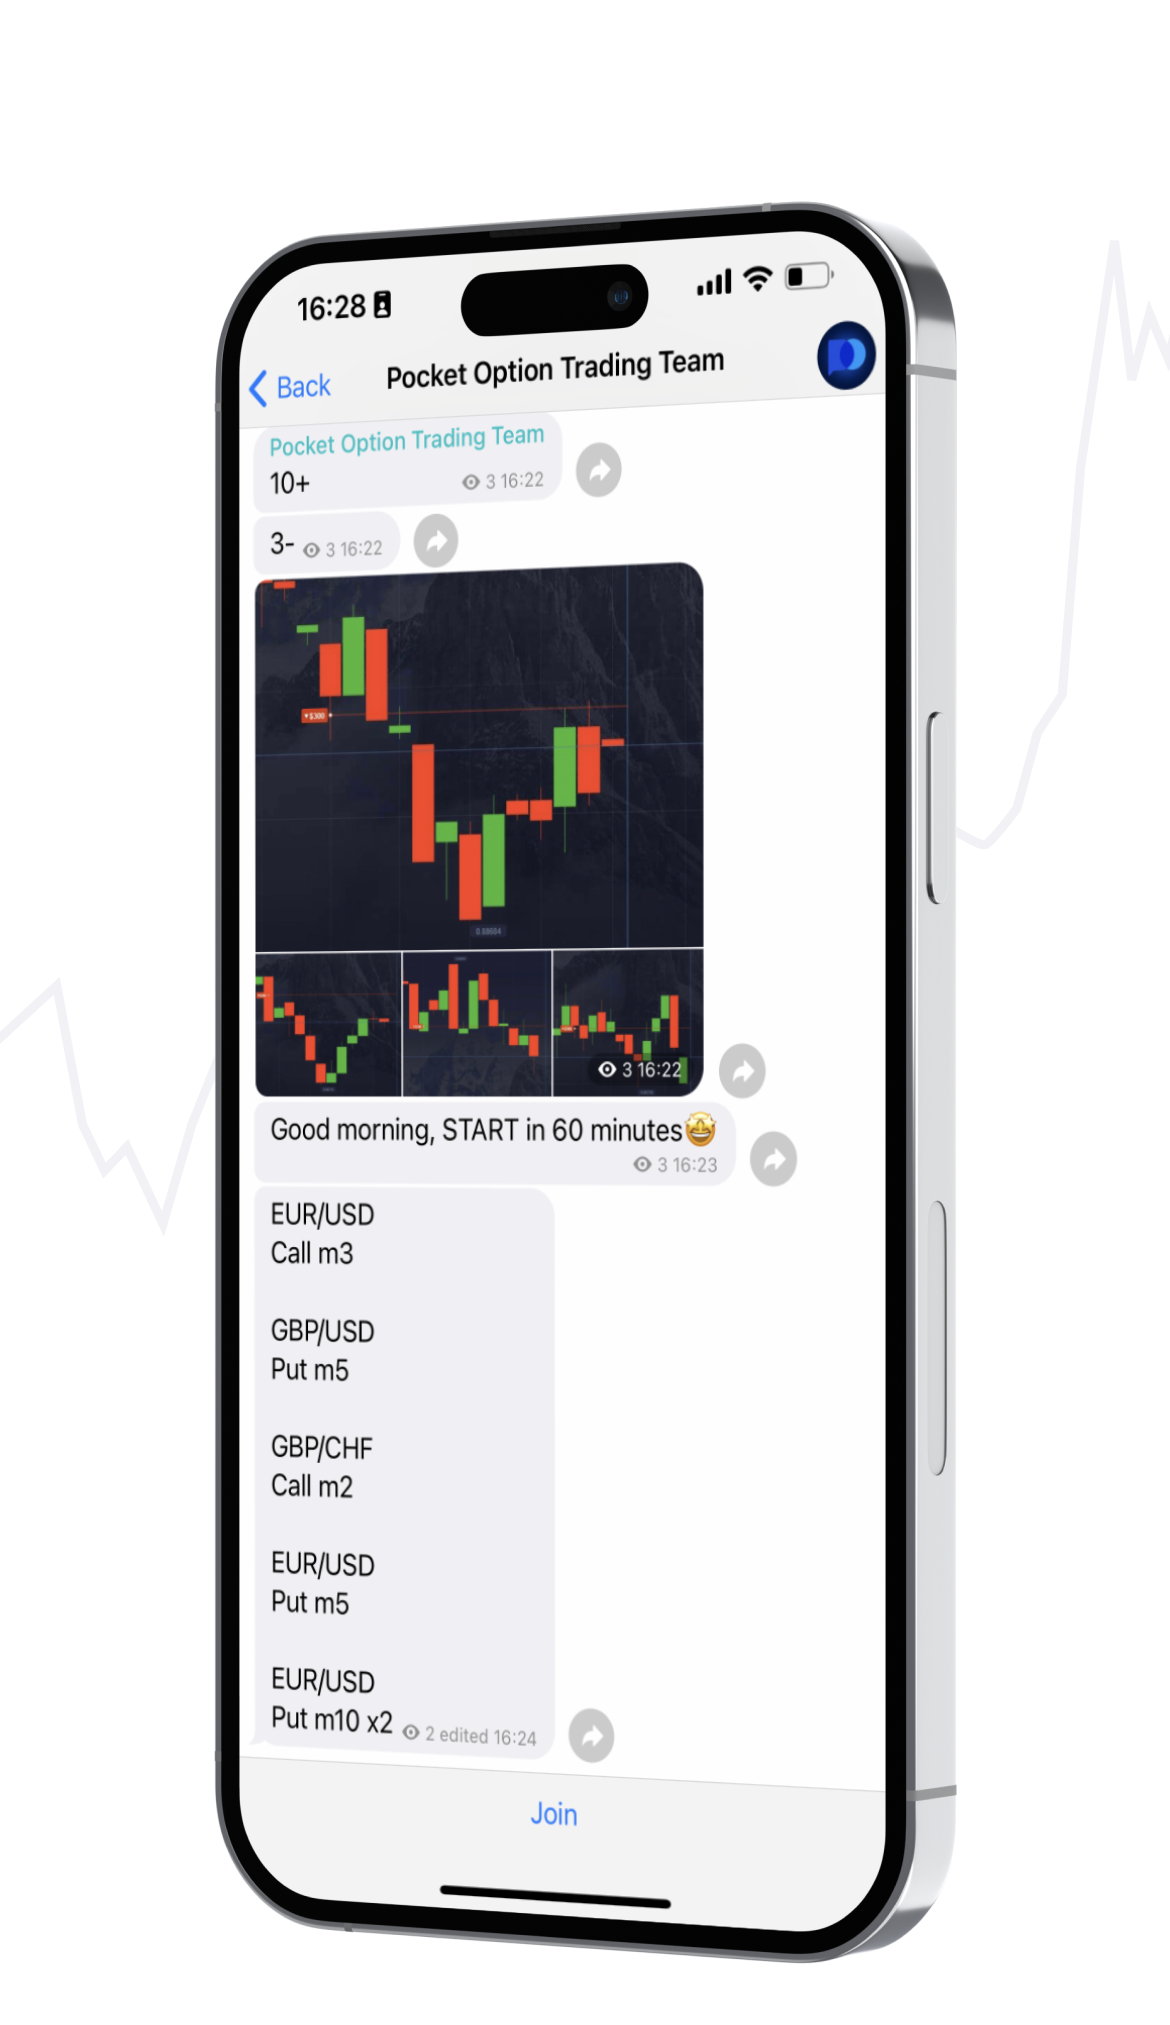 16:28
Back
Pocket Option Trading Team
Pocket Option Trading Team
10+
3 16:22
3-
3 16:22
$300
0.88604
3 16:22
Good morning, START in 60 minutes🤩
3 16:23
EUR/USD
Call m3
GBP/USD
Put m5
GBP/CHF
Call m2
EUR/USD
Put m5
EUR/USD
Put m10 x2
2 edited 16:24
Join